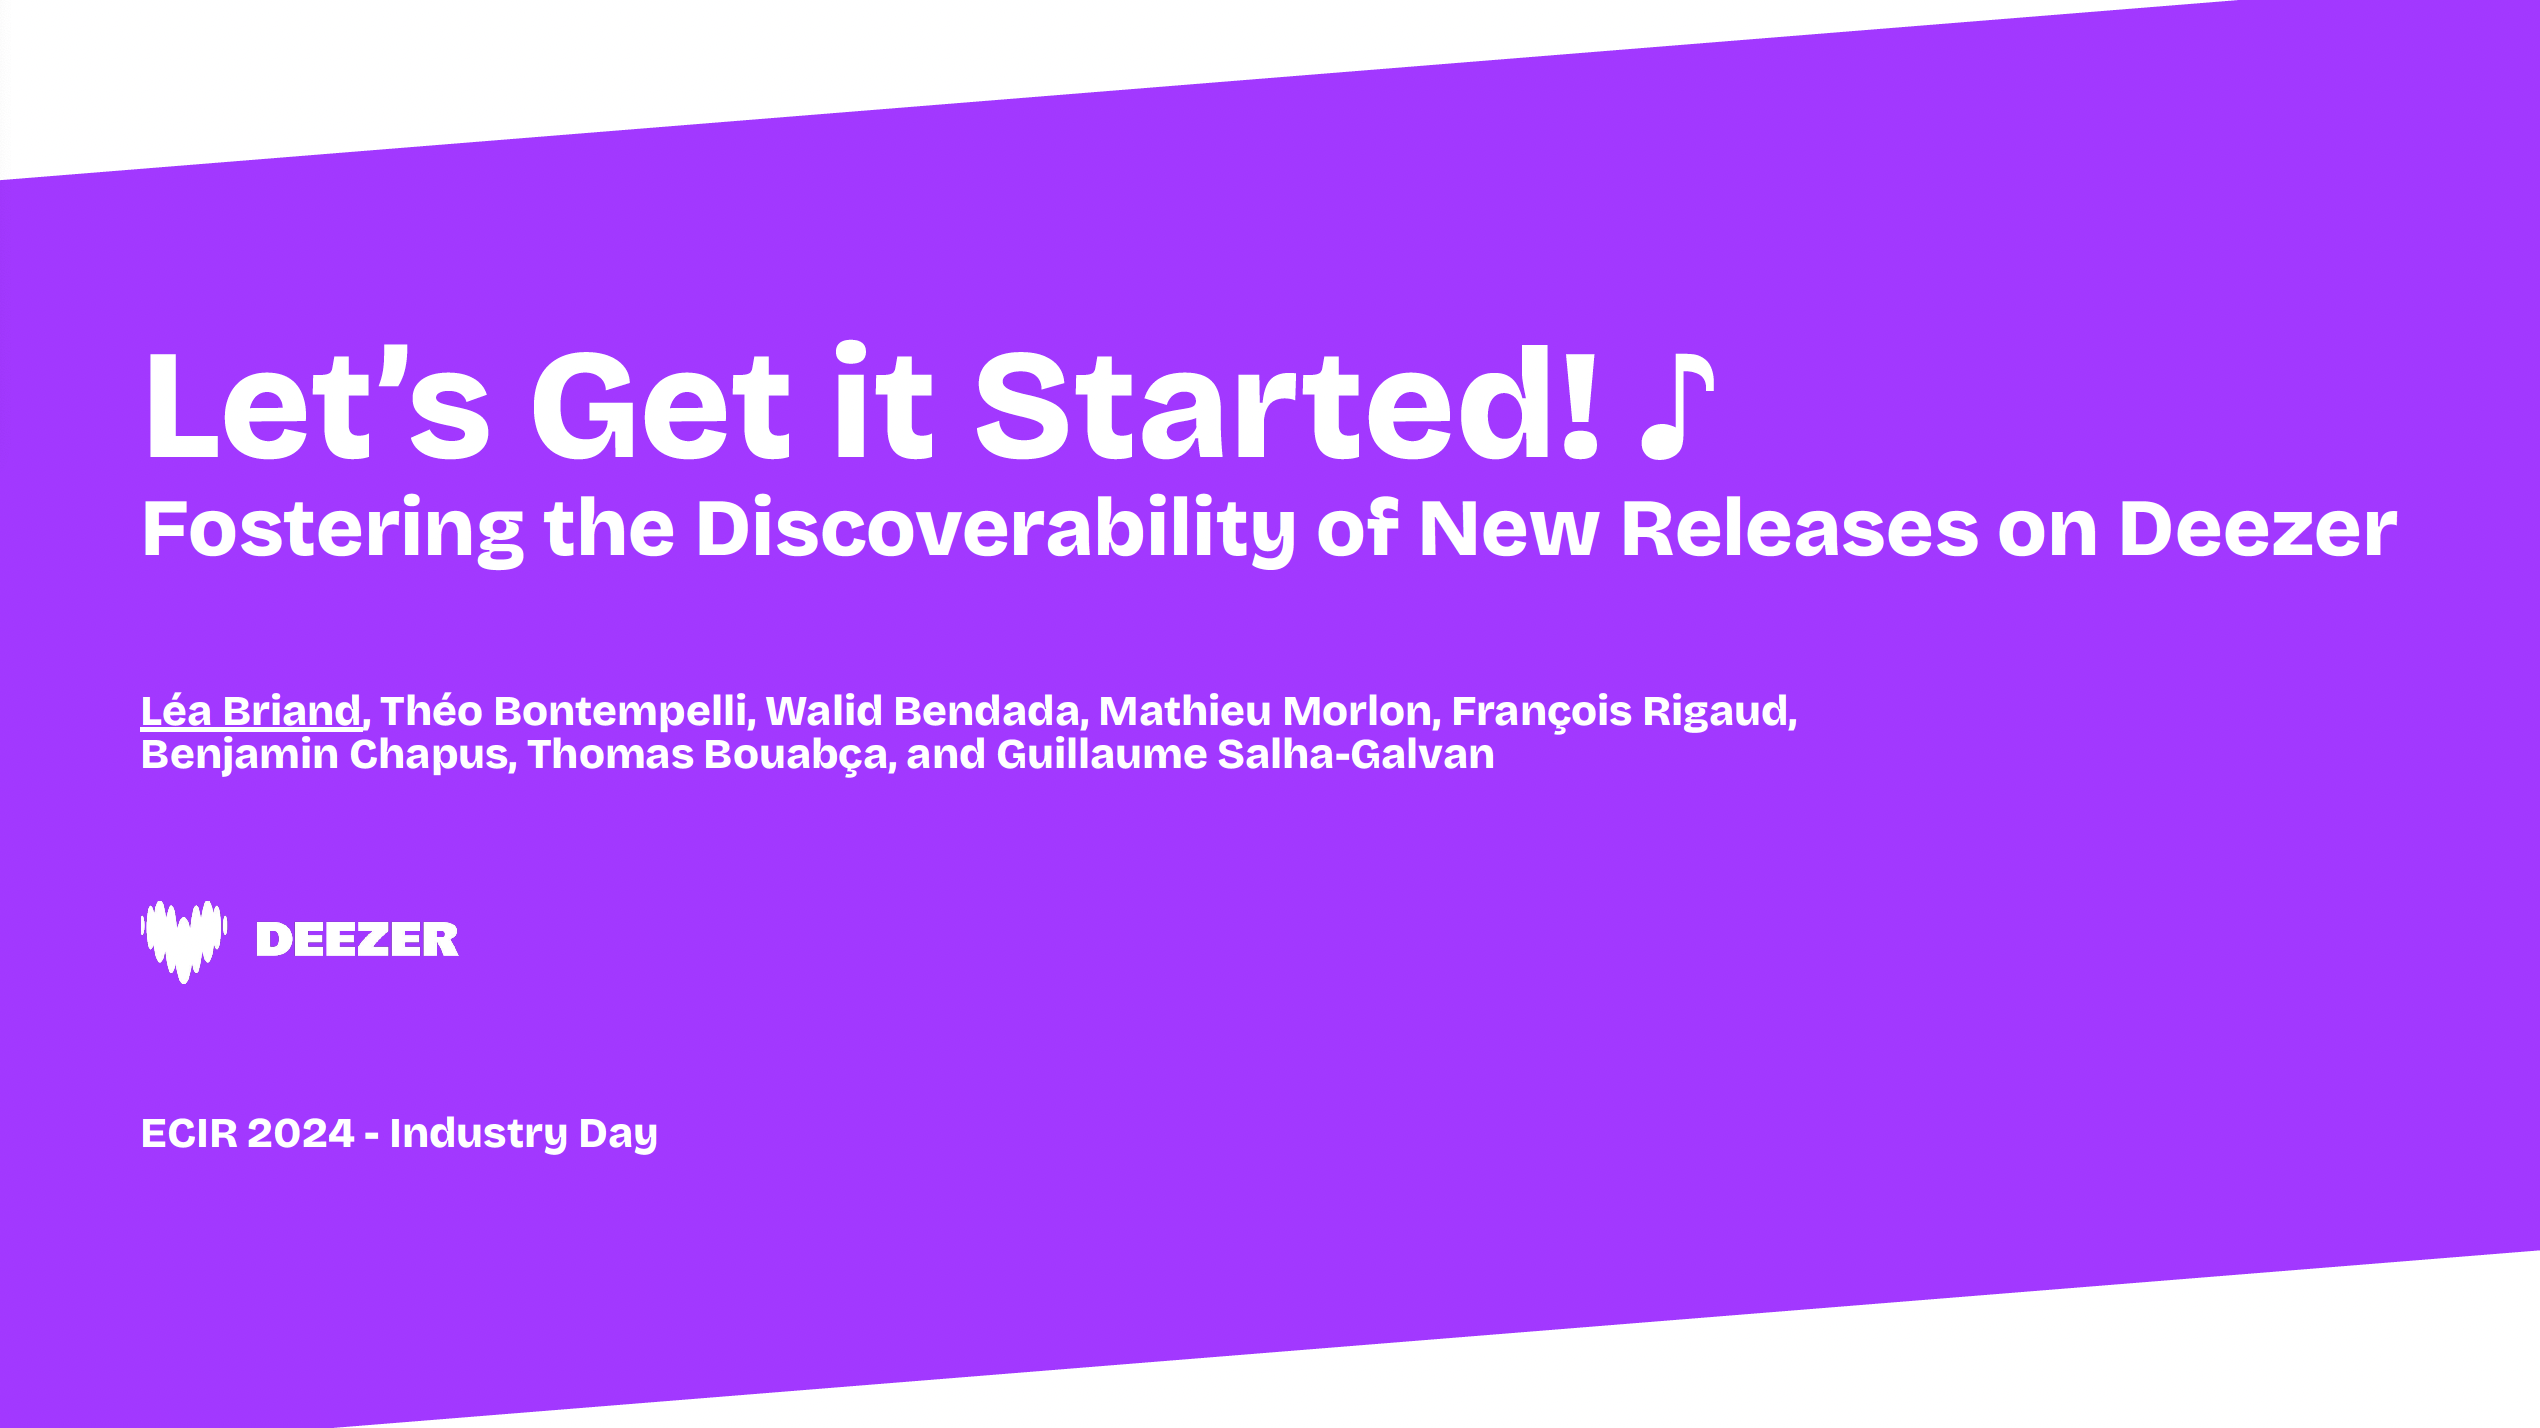 Let’s Get it Started! ♪
Fostering the Discoverability of New Releases on Deezer
Léa Briand, Théo Bontempelli, Walid Bendada, Mathieu Morlon, François Rigaud,
Benjamin Chapus, Thomas Bouabça, and Guillaume Salha-Galvan
DEEZER
ECIR 2024 - Industry Day